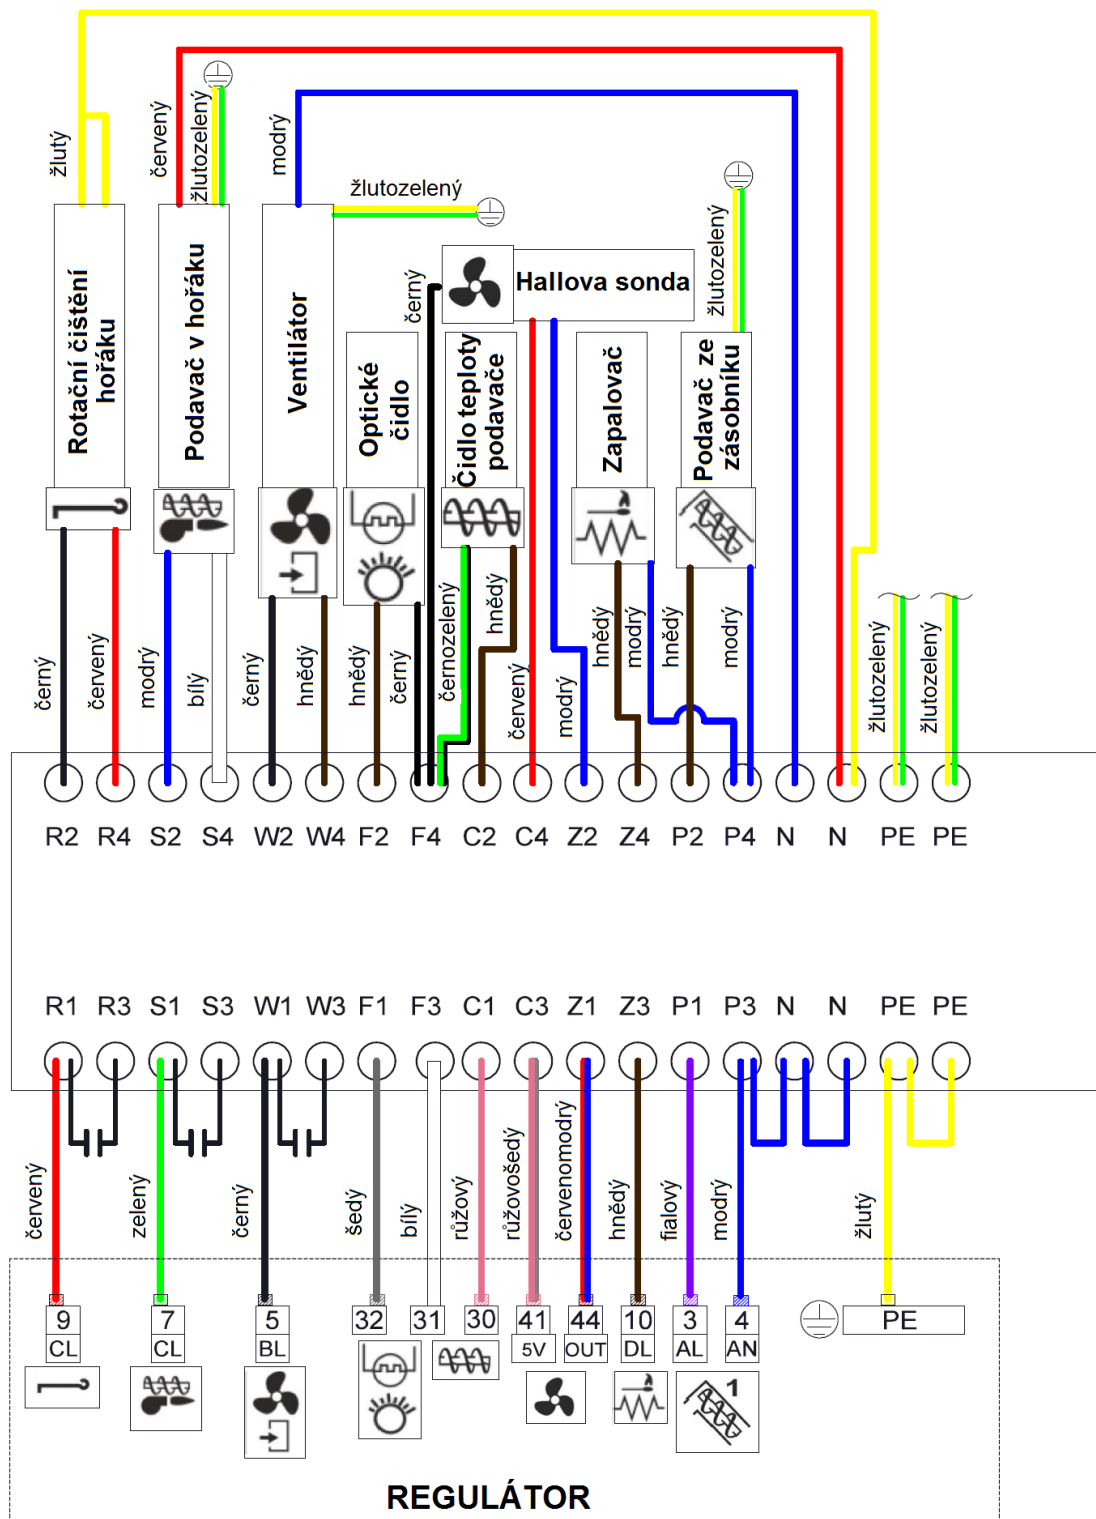 žlutý
červený
žlutozelený
modrý
žlutozelený
žlutozelený
černý
Rotační čištění
hořáku
Podavač v hořáku
Ventilátor
Optické
čidlo
Čidlo teploty
podavače
Hallova sonda
Zapalovač
Podavač ze
zásobníku
černý
červený
modrý
bílý
černý
hnědý
hnědý
černý
černozelený
hnědý
červený
modrý
hnědý
modrý
hnědý
modrý
žlutozelený
žlutozelený
R2 R4 S2 S4 W2 W4 F2 F4 C2 C4 Z2 Z4 P2 P4 N N PE PE
R1 R3 S1 S3 W1 W3 F1 F3 C1 C3 Z1 Z3 P1 P3 N N PE PE
červený
zelený
černý
šedý
bílý
růžový
růžovošedý
červenomodrý
hnědý
fialový
modrý
žlutý
9 7 5 32 31 30 41 44 10 3 4 PE
CL CL BL 5V OUT DL AL AN
1
REGULÁTOR